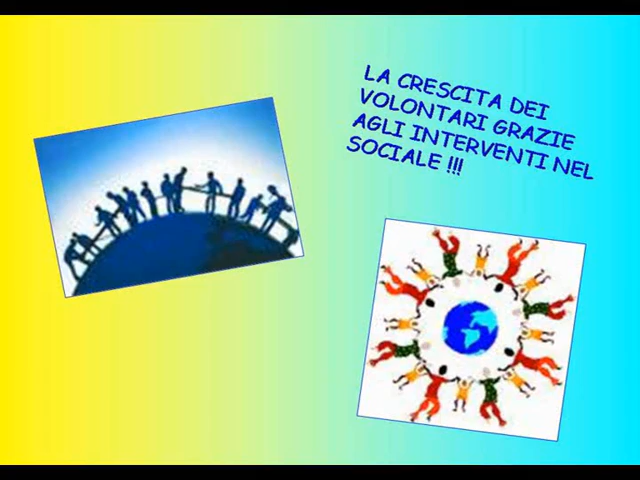 LA CRESCITA DEI
VOLONTARI GRAZIE
AGLI INTERVENTI NEL
SOCIALE !!!